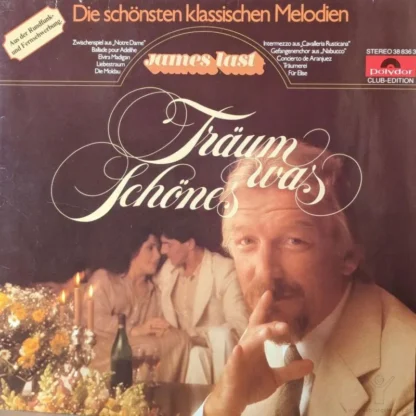 Die schönsten klassischen Melodien
Aus der Rundfunk-
und Fernsehwerbung.
Zwischenspiel aus „Notre Dame“
Ballade pour Adeline
Elvira Madigan
Liebestraum
Die Moldau
james last
Intermezzo aus „Cavalleria Rusticana“
Gefangenenchor aus „Nabucco“
Concierto de Aranjuez
Träumerei
Für Elise
STEREO 38 836 3
Polydor
CLUB-EDITION
Träum
was
Schönes